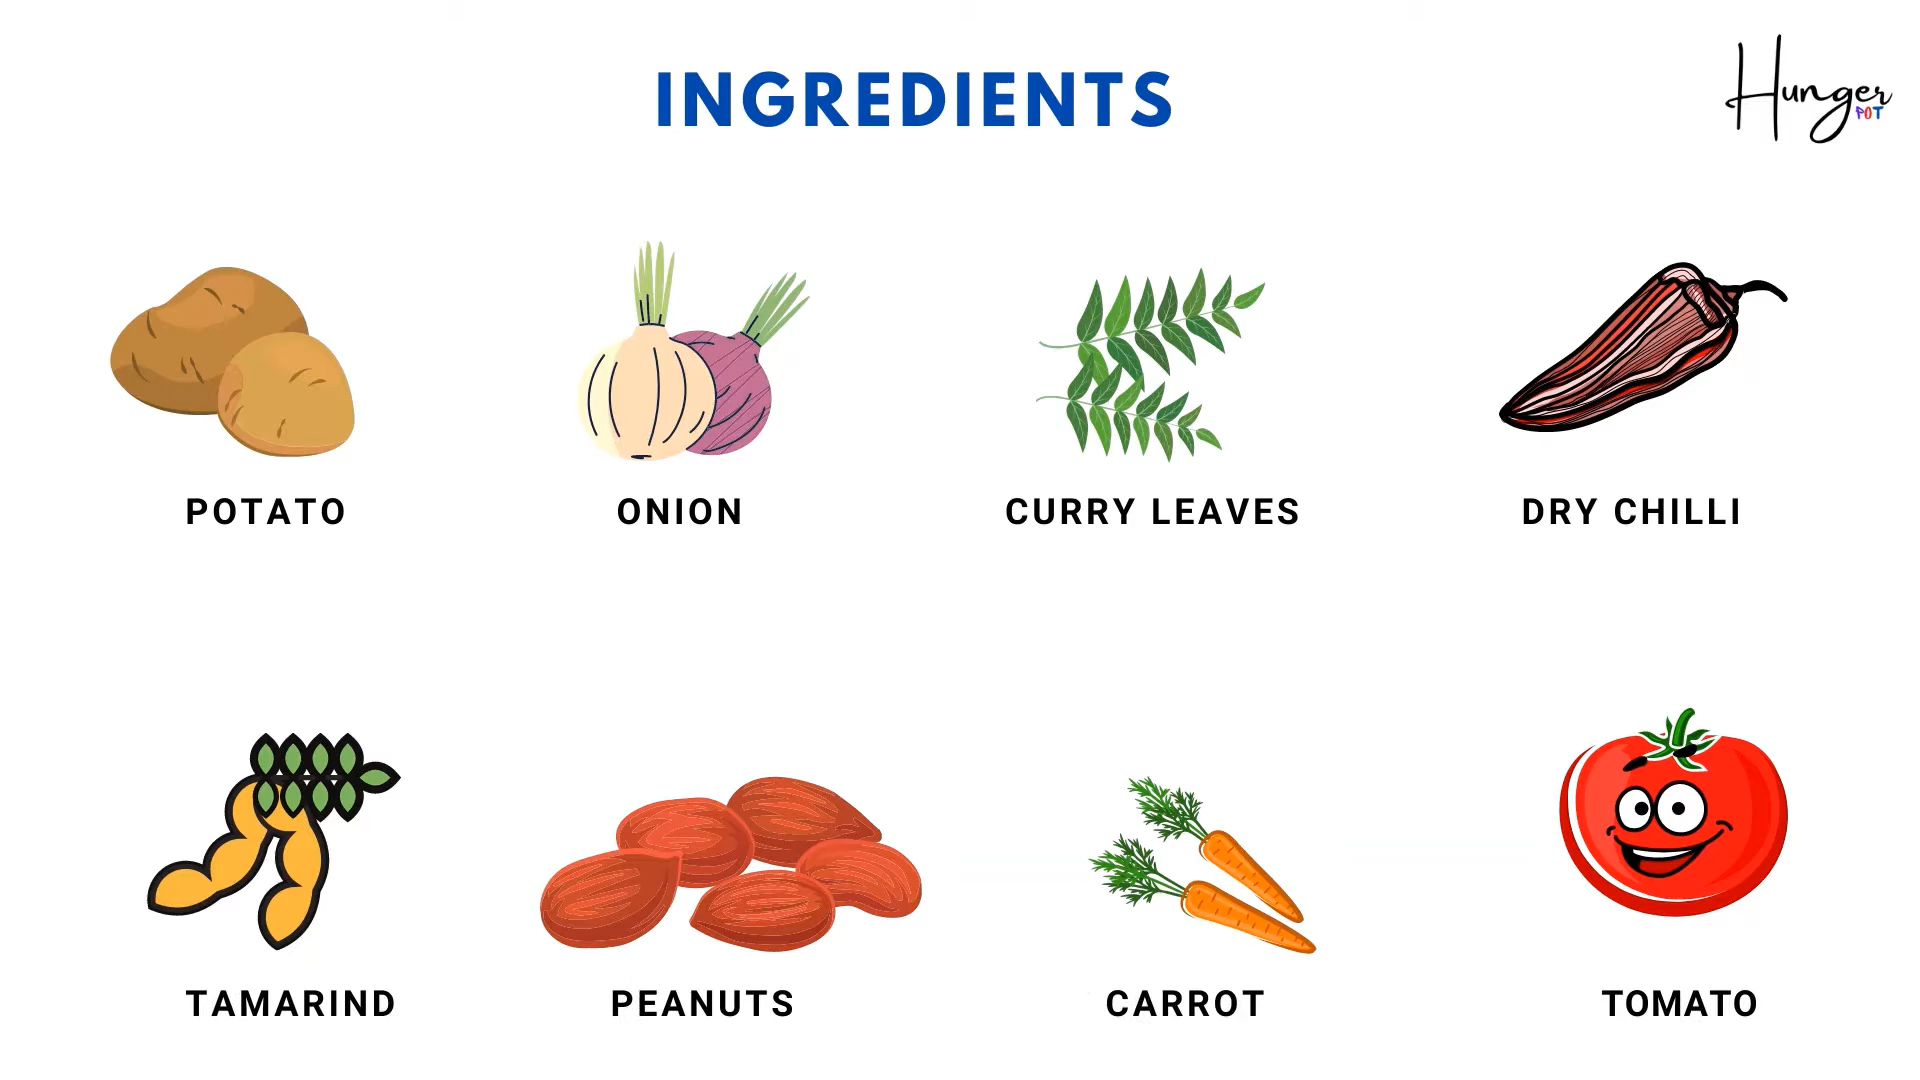 INGREDIENTS
Hunger
POT
POTATO
ONION
CURRY LEAVES
DRY CHILLI
TAMARIND
PEANUTS
CARROT
TOMATO